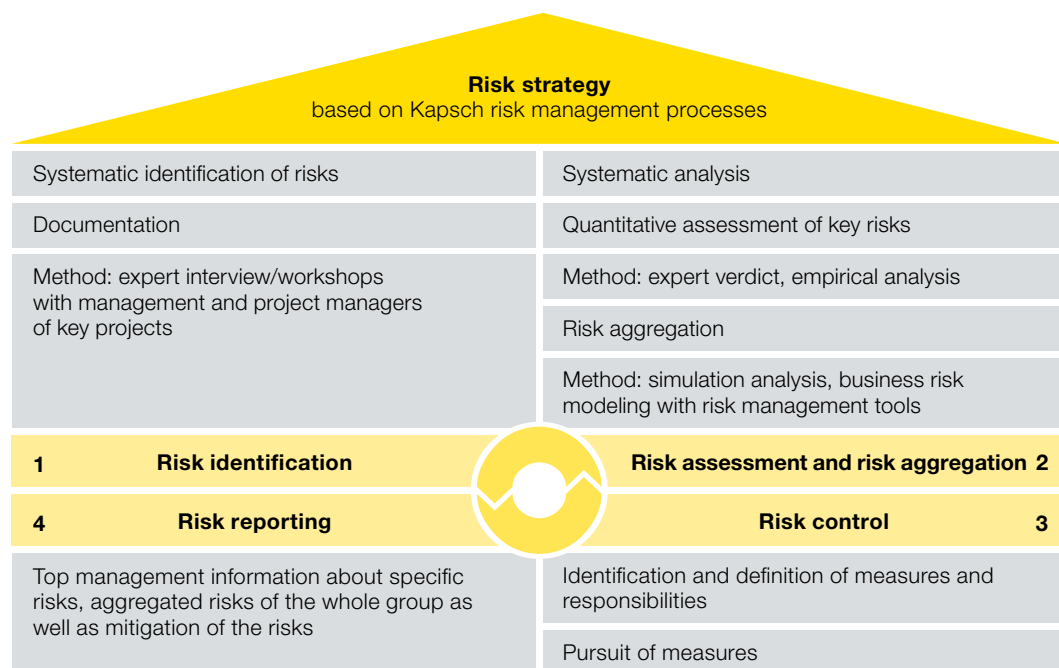 Risk strategy
based on Kapsch risk management processes
Systematic identification of risks
Documentation
Method: expert interview/workshops
with management and project managers
of key projects
Systematic analysis
Quantitative assessment of key risks
Method: expert verdict, empirical analysis
Risk aggregation
Method: simulation analysis, business risk
modeling with risk management tools
1 Risk identification
Risk assessment and risk aggregation 2
4 Risk reporting
Risk control 3
Top management information about specific
risks, aggregated risks of the whole group as
well as mitigation of the risks
Identification and definition of measures and
responsibilities
Pursuit of measures